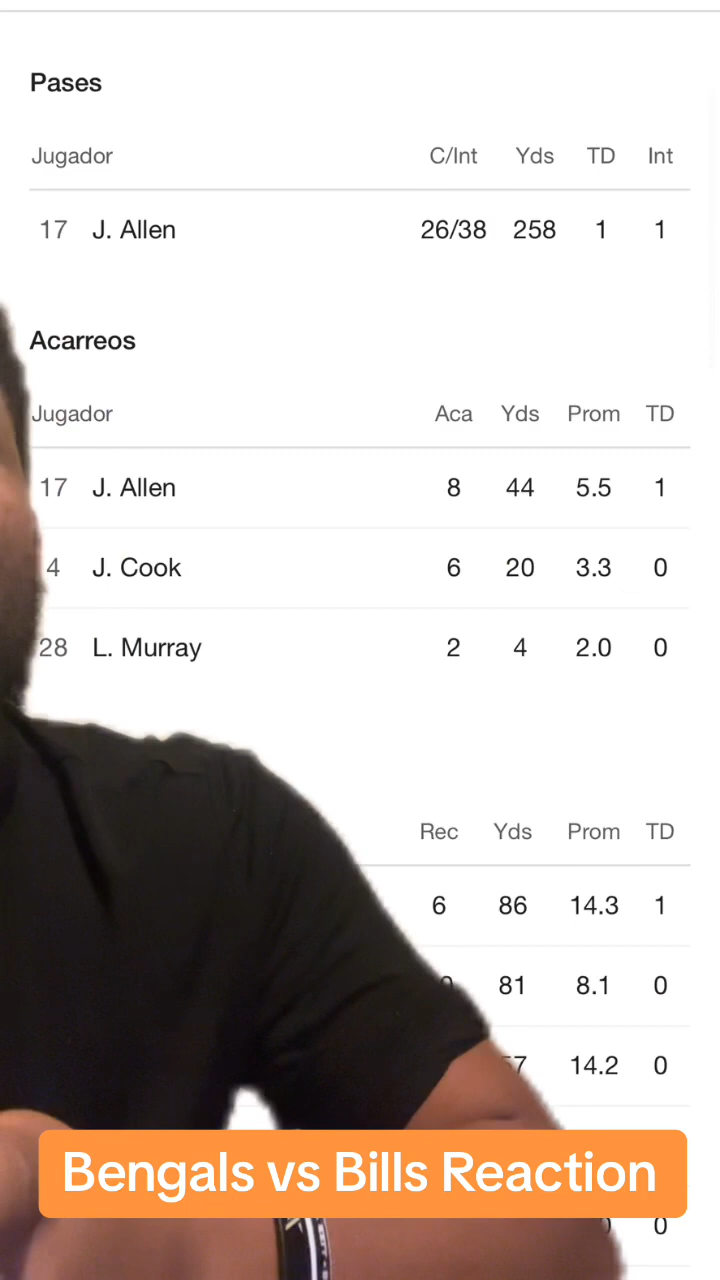 Pases
Jugador C/Int Yds TD Int
17 J. Allen 26/38 258 1 1
Acarreos
Jugador Aca Yds Prom TD
17 J. Allen 8 44 5.5 1
4 J. Cook 6 20 3.3 0
28 L. Murray 2 4 2.0 0
Rec Yds Prom TD
6 86 14.3 1
81 8.1 0
14.2 0
Bengals vs Bills Reaction
0